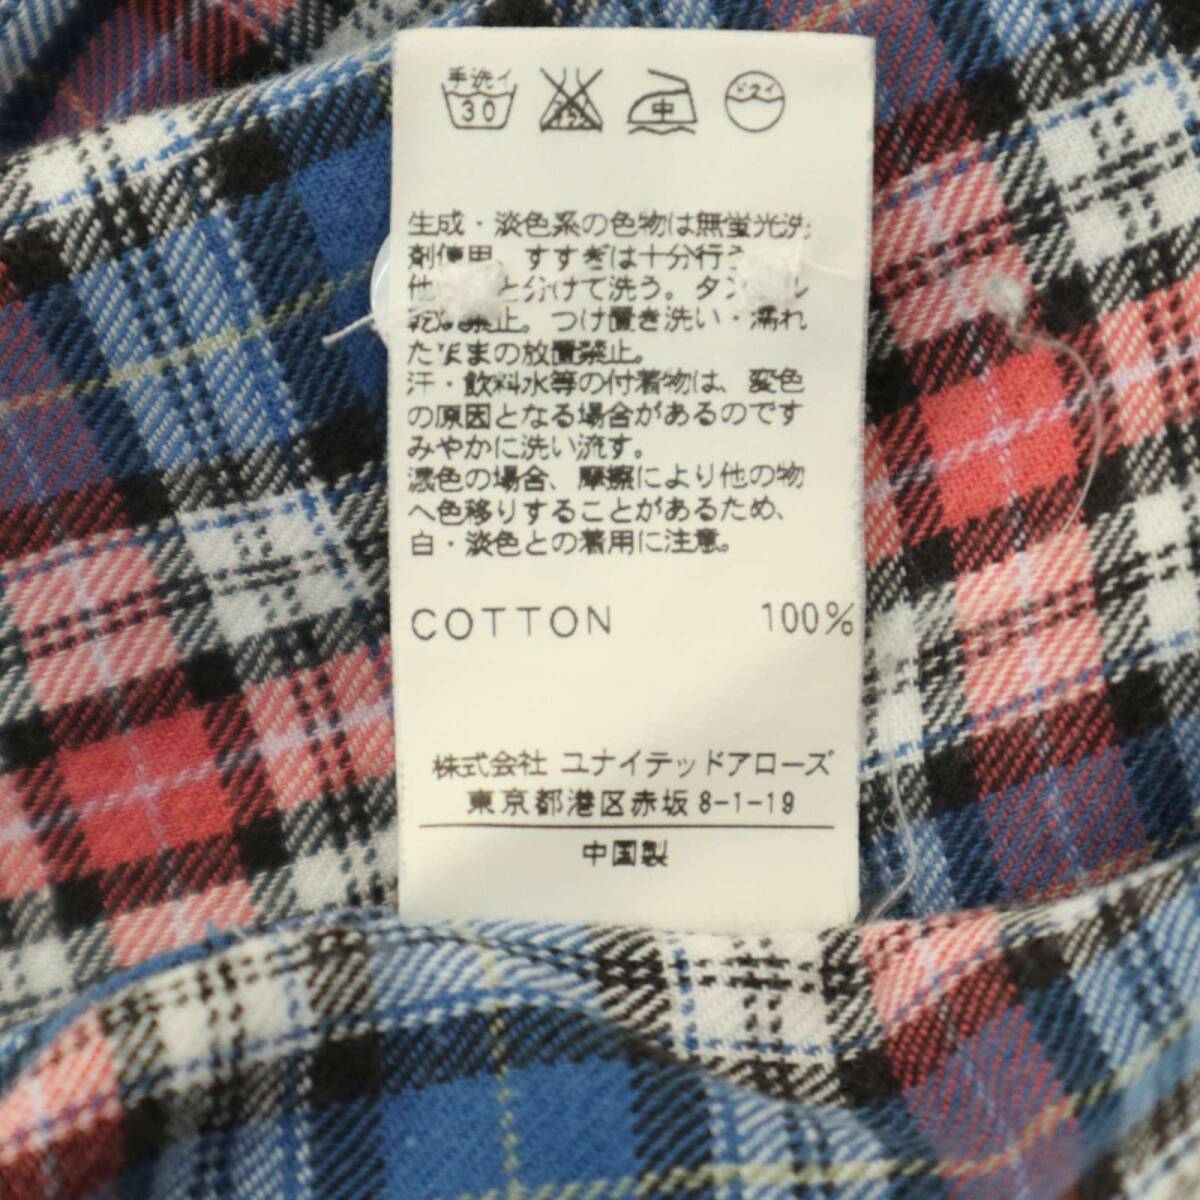 手洗イ 30 中 ドライ
生成・淡色系の色物は無蛍光洗
剤使用、すすぎは十分行う
他 と分けて洗う。タン ル
乾燥禁止。つけ置き洗い・濡れ
たままの放置禁止。
汗・飲料水等の付着物は、変色
の原因となる場合があるのです
みやかに洗い流す。
濃色の場合、摩擦により他の物
へ色移りすることがあるため、
白・淡色との着用に注意。
COTTON 100%
株式会社 ユナイテッドアローズ
東京都港区赤坂8-1-19
中国製